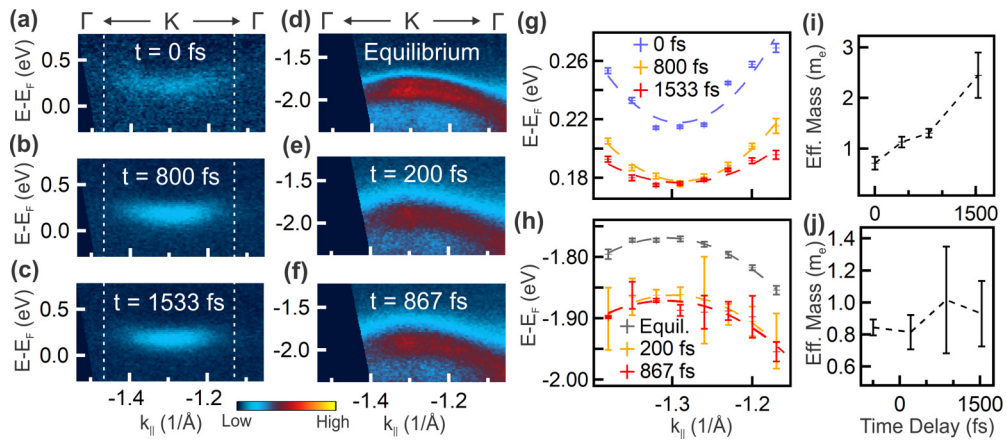 (a) Γ ← K → Γ
t = 0 fs
E-E_F (eV)
0.5
0.0
(b)
t = 800 fs
E-E_F (eV)
0.5
0.0
(c)
t = 1533 fs
E-E_F (eV)
0.5
0.0
-1.4 -1.2
k_|| (1/Å)
Low High
(d) Γ ← K → Γ
Equilibrium
-1.5
-2.0
(e)
t = 200 fs
-1.5
-2.0
(f)
t = 867 fs
-1.5
-2.0
-1.4 -1.2
k_|| (1/Å)
(g)
E-E_F (eV)
0.26
0.22
0.18
0 fs
800 fs
1533 fs
(h)
E-E_F (eV)
-1.80
-1.90
-2.00
Equil.
200 fs
867 fs
-1.3 -1.2
k_|| (1/Å)
(i)
Eff. Mass (m_e)
4
3
2
1
0 1500
(j)
Eff. Mass (m_e)
1.4
1.2
1.0
0.8
0.6
0 1500
Time Delay (fs)